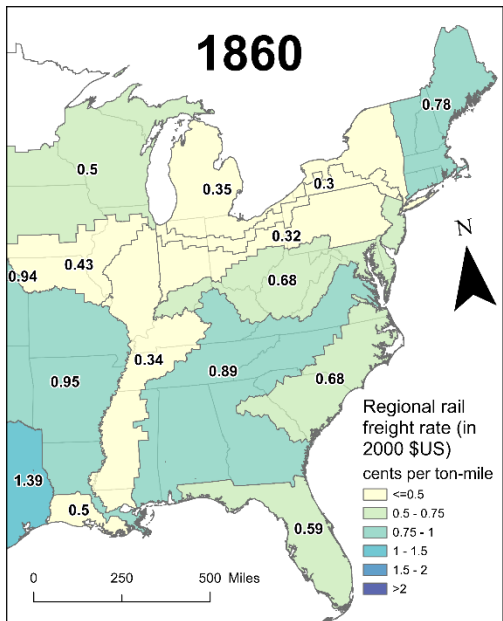 1860
0.78
0.5
0.35
0.3
0.32
0.94
0.43
0.68
0.34
0.89
0.95
0.68
1.39
0.5
0.59
N
Regional rail
freight rate (in
2000 $US)
cents per ton-mile
<=0.5
0.5 - 0.75
0.75 - 1
1 - 1.5
1.5 - 2
>2
0 250 500 Miles